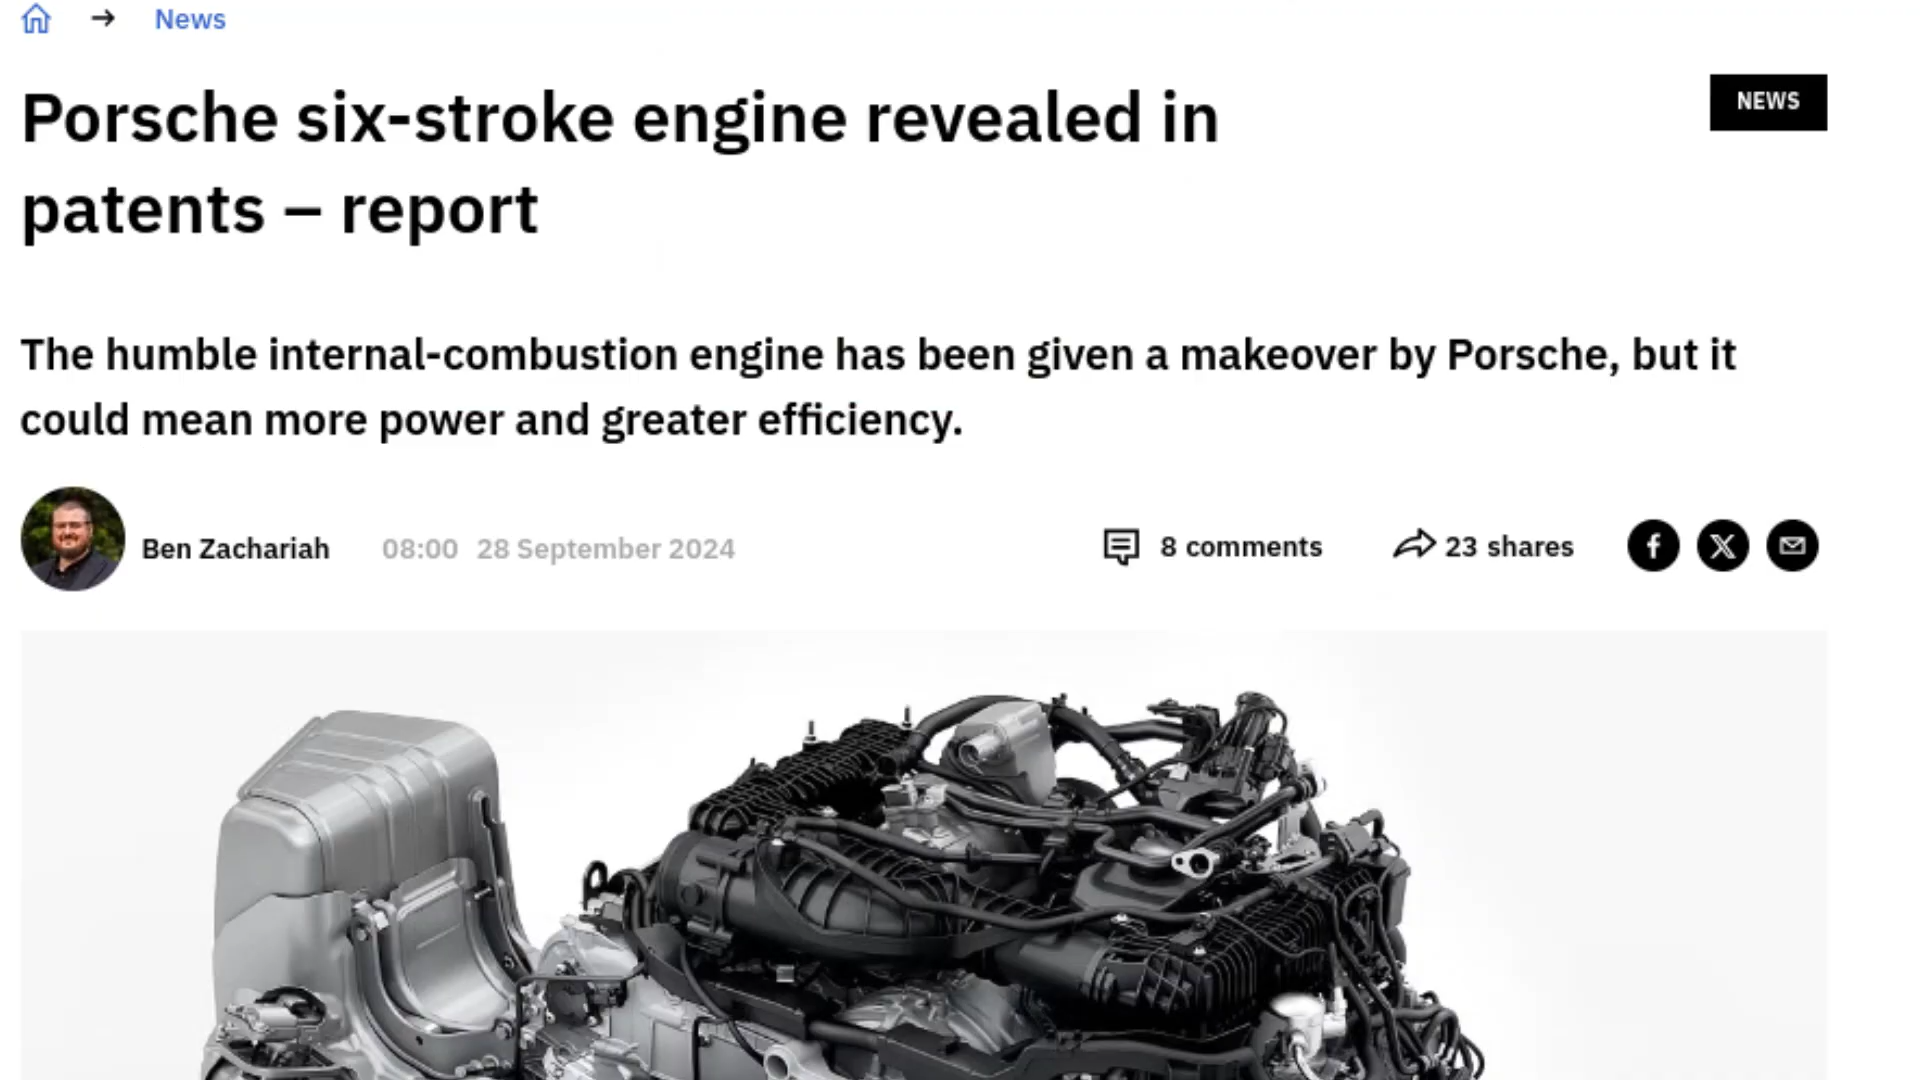 News
Porsche six-stroke engine revealed in
patents – report
NEWS
The humble internal-combustion engine has been given a makeover by Porsche, but it
could mean more power and greater efficiency.
Ben Zachariah 08:00 28 September 2024 8 comments 23 shares